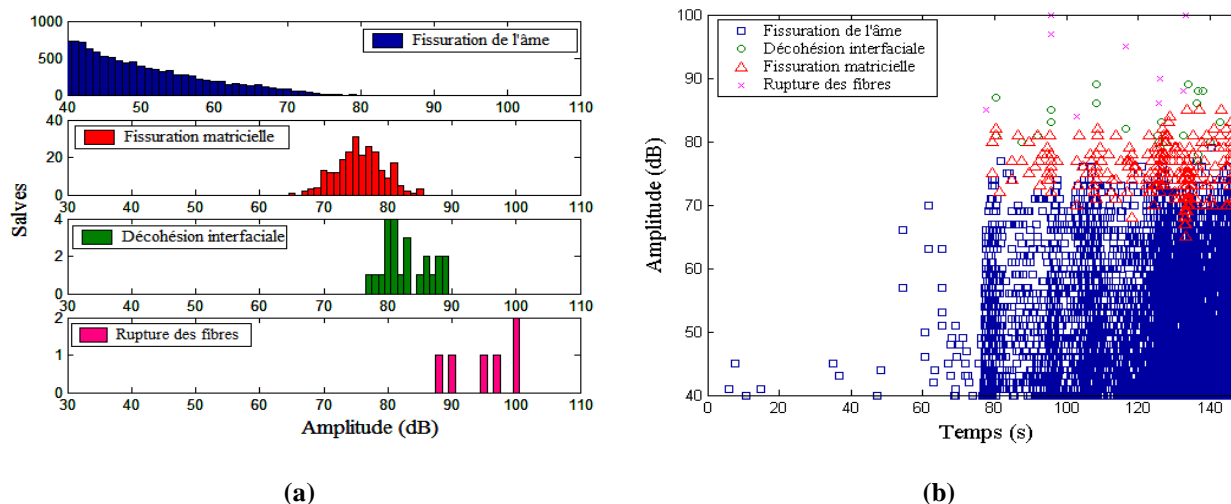 1000
500
0
Fissuration de l'âme
40 50 60 70 80 90 100 110
40
20
0
Fissuration matricielle
30 40 50 60 70 80 90 100 110
4
2
0
Décohésion interfaciale
30 40 50 60 70 80 90 100 110
2
1
0
Rupture des fibres
30 40 50 60 70 80 90 100 110
Salves
Amplitude (dB)
(a)
100
90
80
70
60
50
40
Fissuration de l'âme
Décohésion interfaciale
Fissuration matricielle
Rupture des fibres
0 20 40 60 80 100 120 140
Amplitude (dB)
Temps (s)
(b)